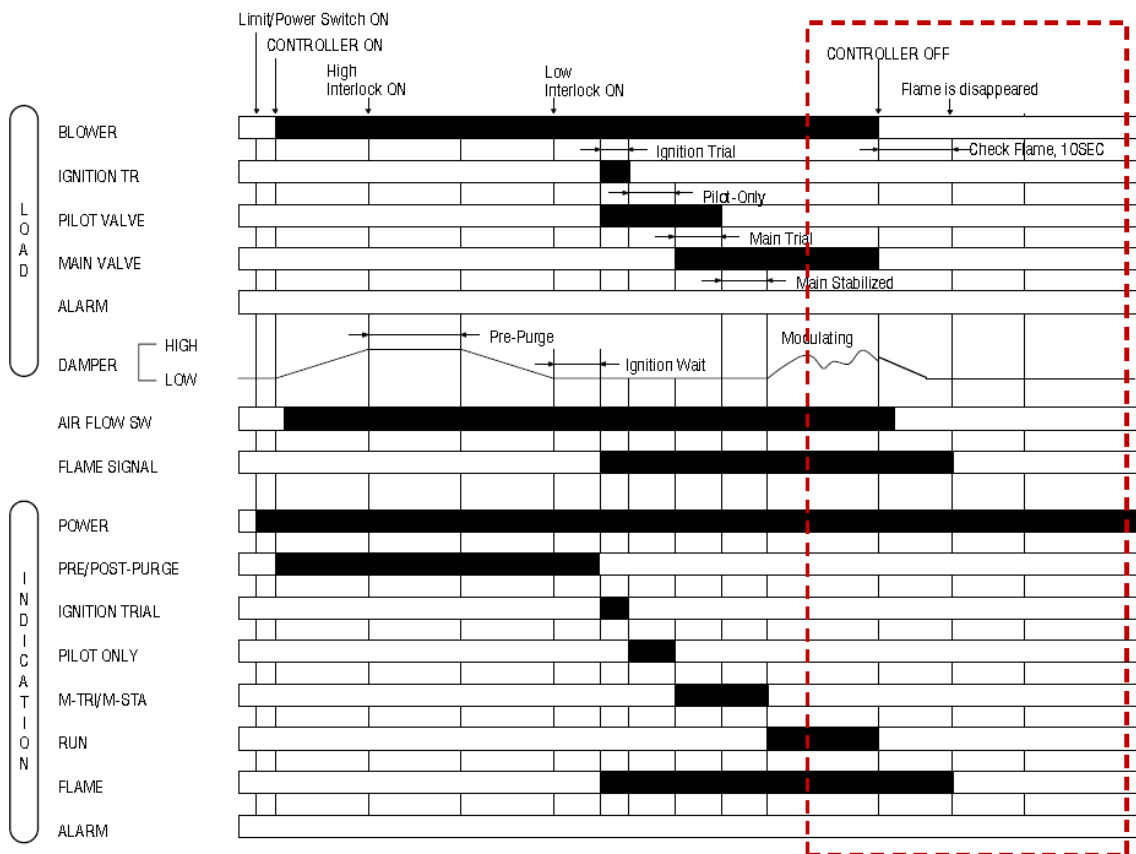 Limit/Power Switch ON
CONTROLLER ON
CONTROLLER OFF
High
Interlock ON
Low
Interlock ON
Flame is disappeared
LOAD
BLOWER
Check Flame, 10SEC
Ignition Trial
IGNITION TR
Pilot-Only
PILOT VALVE
Main Trial
MAIN VALVE
Main Stabilized
ALARM
Pre-Purge
Modulating
HIGH
DAMPER
LOW
Ignition Wait
AIR FLOW SW
FLAME SIGNAL
INDICATION
POWER
PRE/POST-PURGE
IGNITION TRIAL
PILOT ONLY
M-TRI/M-STA
RUN
FLAME
ALARM